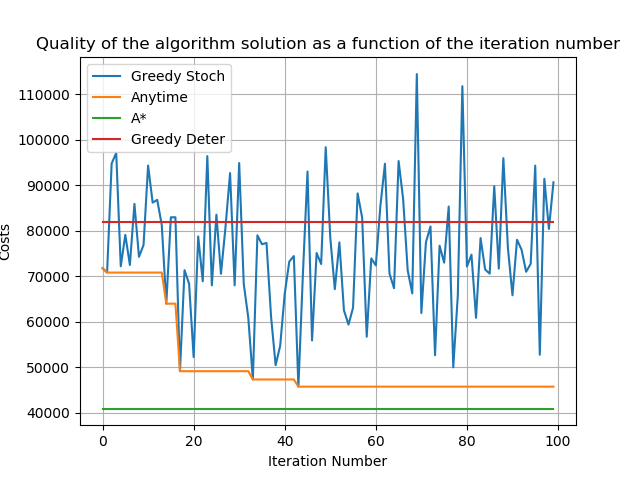 Quality of the algorithm solution as a function of the iteration number
Greedy Stoch
Anytime
A*
Greedy Deter
110000
100000
90000
80000
70000
60000
50000
40000
Costs
0 20 40 60 80 100
Iteration Number